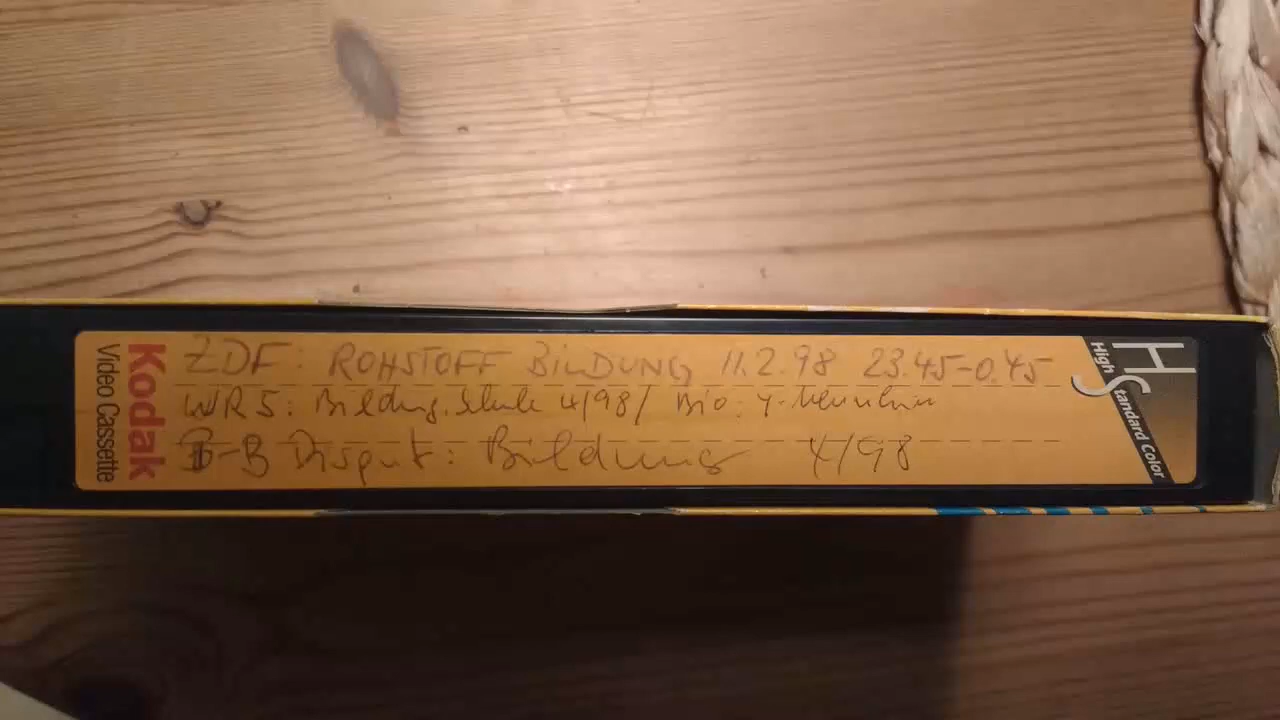 Kodak
Video Cassette
ZDF: ROHSTOFF BILDUNG 11.2.98 23.45-0.45
Bildung, Schule 4/98/ Bio:
B-B Disput: Bildung 4/98
HS
High Standard Color